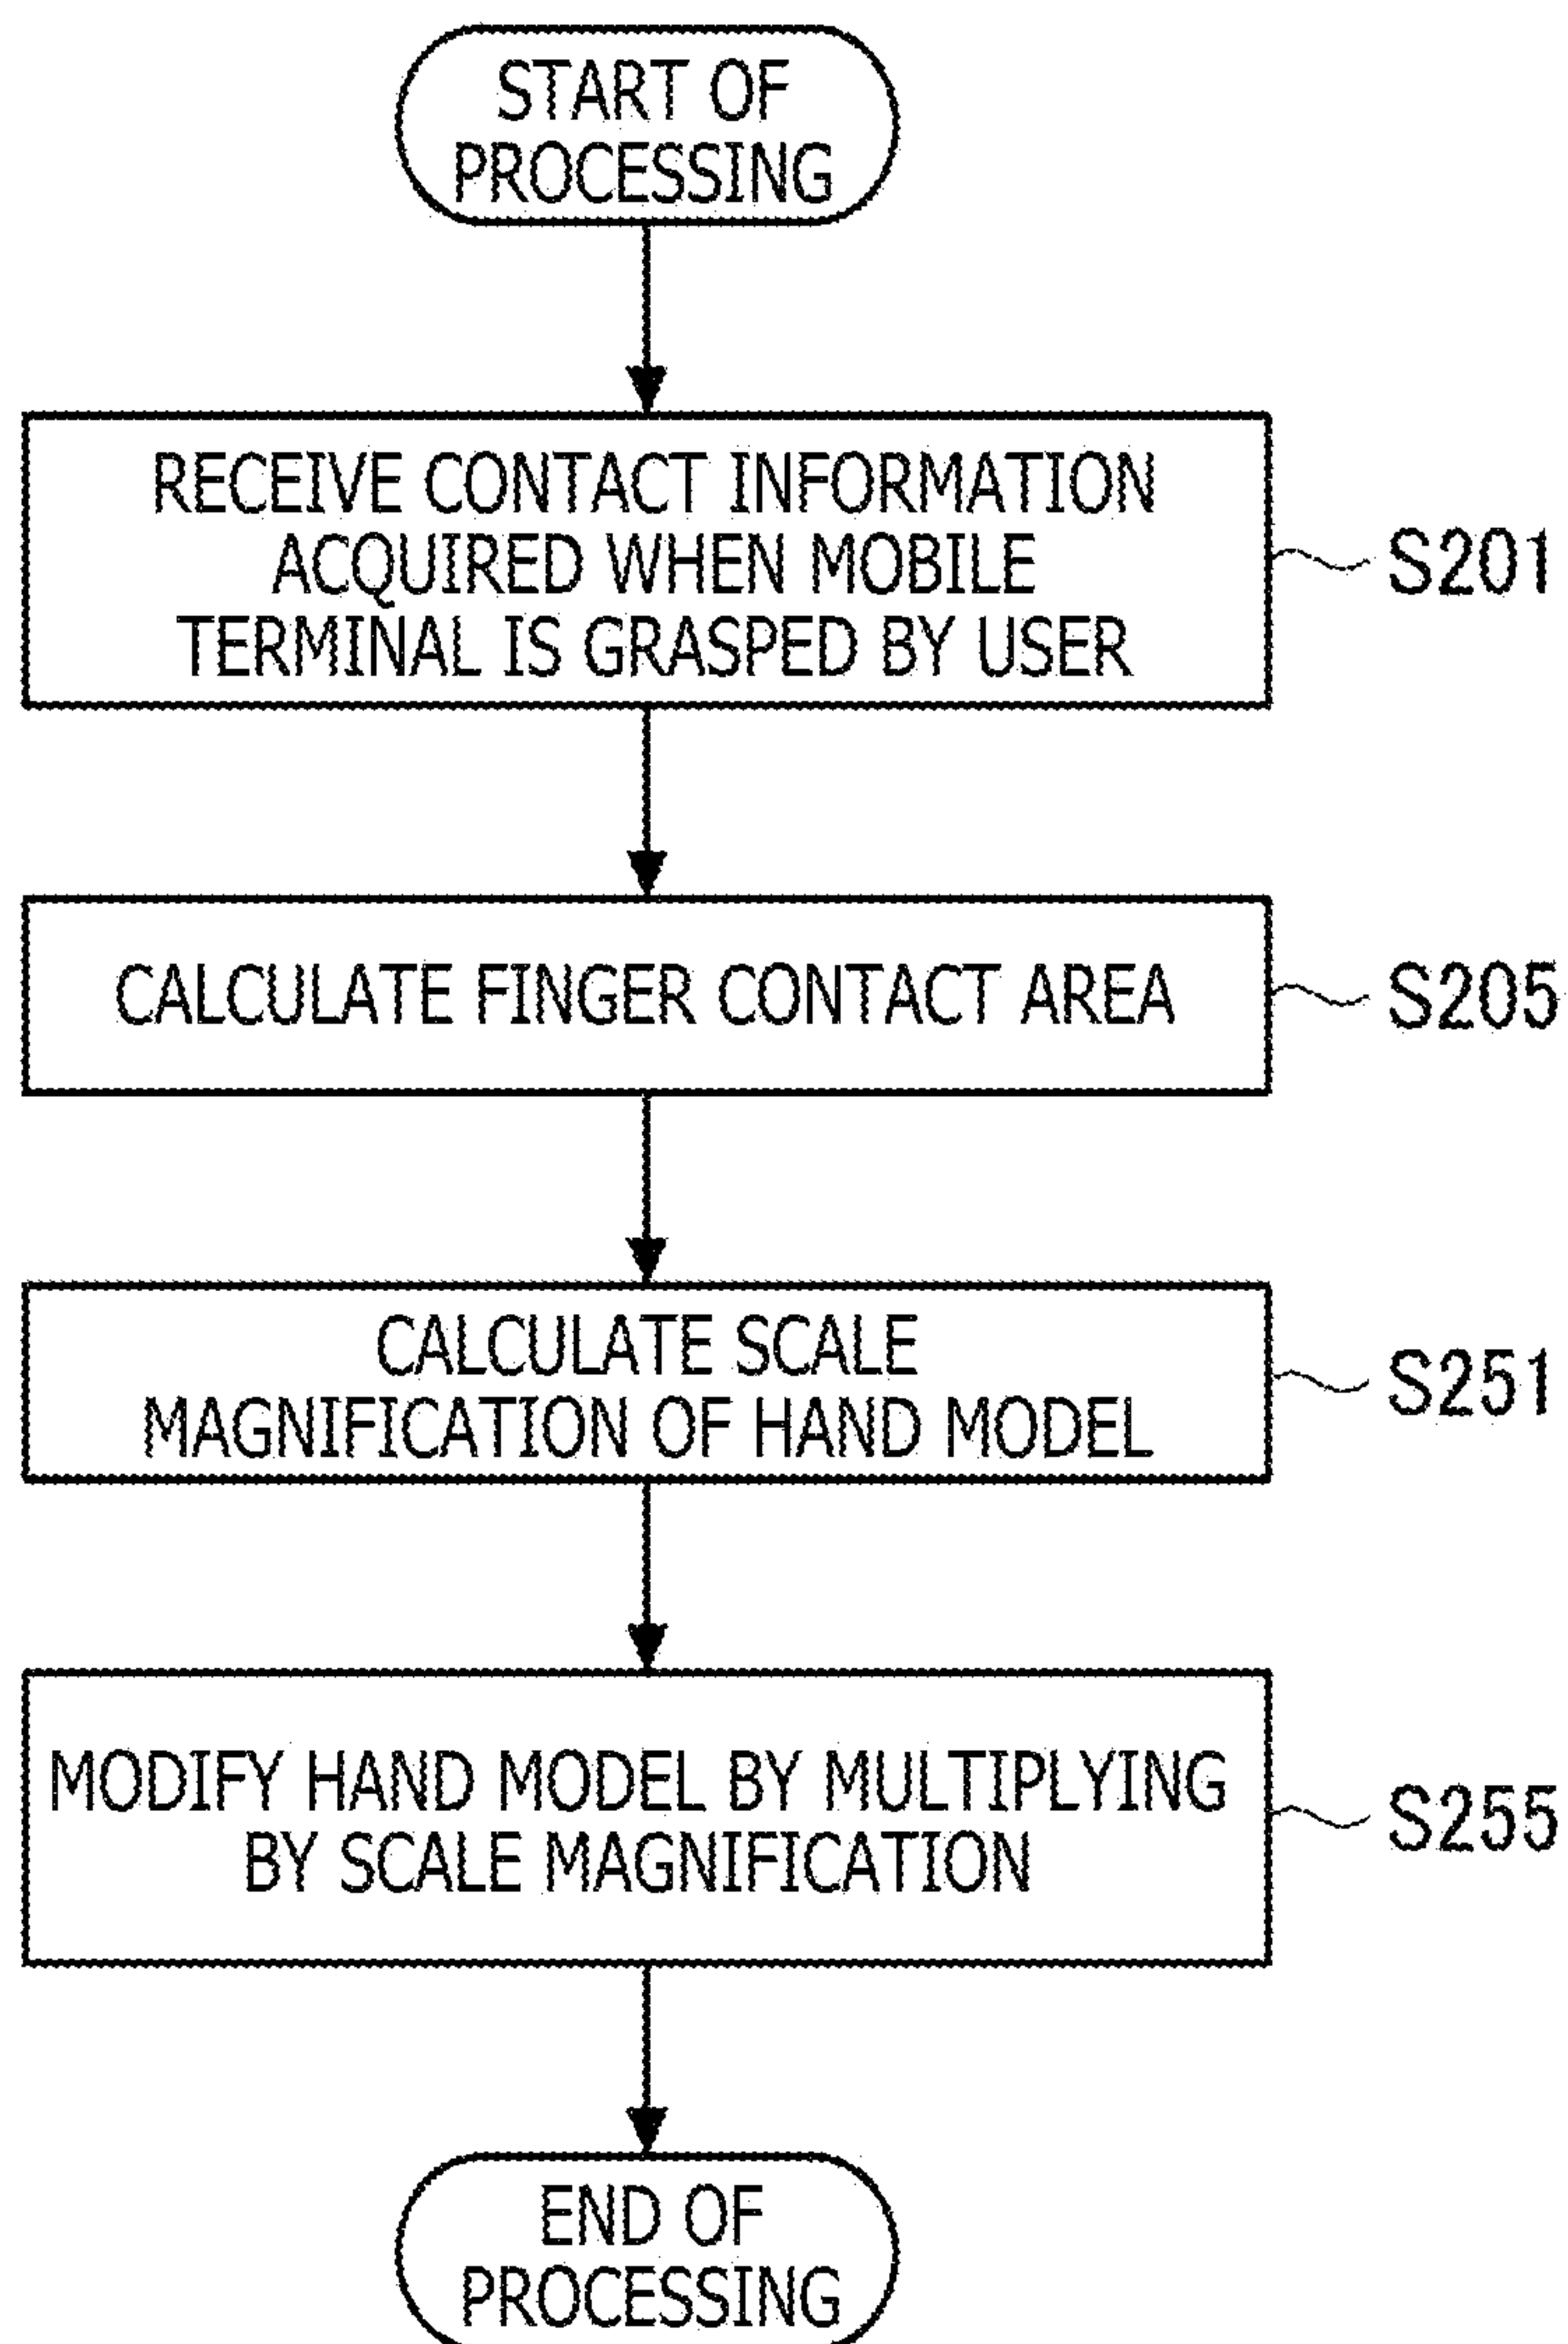 START OF
PROCESSING
RECEIVE CONTACT INFORMATION
ACQUIRED WHEN MOBILE
TERMINAL IS GRASPED BY USER
S201
CALCULATE FINGER CONTACT AREA
S205
CALCULATE SCALE
MAGNIFICATION OF HAND MODEL
S251
MODIFY HAND MODEL BY MULTIPLYING
BY SCALE MAGNIFICATION
S255
END OF
PROCESSING